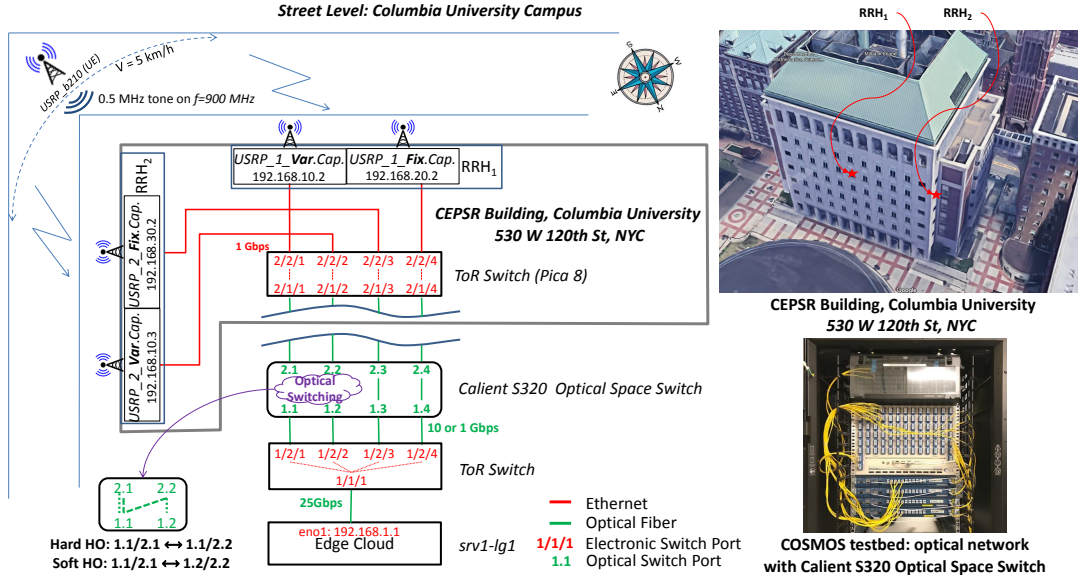 Street Level: Columbia University Campus
USRP_b210 (UE)
V = 5 km/h
0.5 MHz tone on f=900 MHz
S
W
E
N
RRH1
RRH2
USRP_1_Var.Cap.
192.168.10.2
USRP_1_Fix.Cap.
192.168.20.2
RRH1
RRH2
USRP_2_Fix.Cap.
192.168.30.2
USRP_2_Var.Cap.
192.168.10.3
CEPSR Building, Columbia University
530 W 120th St, NYC
1 Gbps
2/2/1 2/2/2 2/2/3 2/2/4
2/1/1 2/1/2 2/1/3 2/1/4
ToR Switch (Pica 8)
2.1 2.2 2.3 2.4
Optical
Switching
1.1 1.2 1.3 1.4
Calient S320 Optical Space Switch
10 or 1 Gbps
1/2/1 1/2/2 1/2/3 1/2/4
1/1/1
ToR Switch
25Gbps
eno1: 192.168.1.1
Edge Cloud
srv1-lg1
2.1 2.2
1.1 1.2
Hard HO: 1.1/2.1 ↔ 1.1/2.2
Soft HO: 1.1/2.1 ↔ 1.2/2.2
Ethernet
Optical Fiber
1/1/1 Electronic Switch Port
1.1 Optical Switch Port
Google
CEPSR Building, Columbia University
530 W 120th St, NYC
COSMOS testbed: optical network
with Calient S320 Optical Space Switch